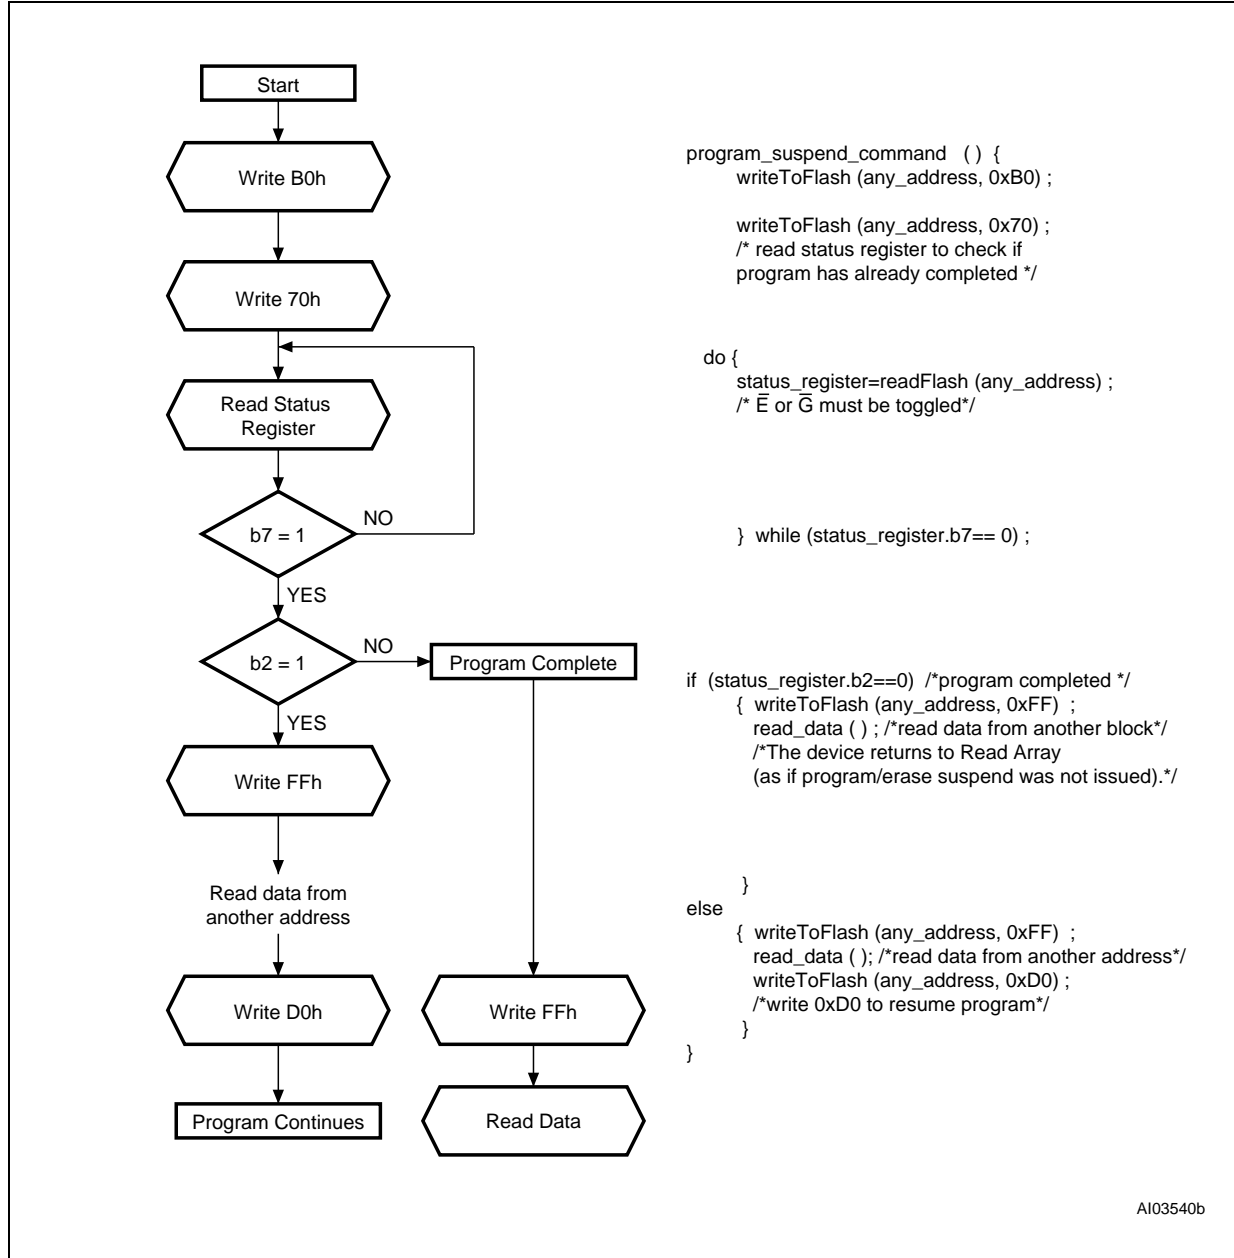 Start
Write B0h
Write 70h
Read Status
Register
b7 = 1
NO
YES
b2 = 1
NO
Program Complete
YES
Write FFh
Read data from
another address
Write D0h
Write FFh
Program Continues
Read Data
program_suspend_command ( ) {
writeToFlash (any_address, 0xB0) ;
writeToFlash (any_address, 0x70) ;
/* read status register to check if
program has already completed */
do {
status_register=readFlash (any_address) ;
/* E̅ or G̅ must be toggled*/
} while (status_register.b7== 0) ;
if (status_register.b2==0) /*program completed */
{ writeToFlash (any_address, 0xFF) ;
read_data ( ) ; /*read data from another block*/
/*The device returns to Read Array
(as if program/erase suspend was not issued).*/
}
else
{ writeToFlash (any_address, 0xFF) ;
read_data ( ); /*read data from another address*/
writeToFlash (any_address, 0xD0) ;
/*write 0xD0 to resume program*/
}
}
AI03540b